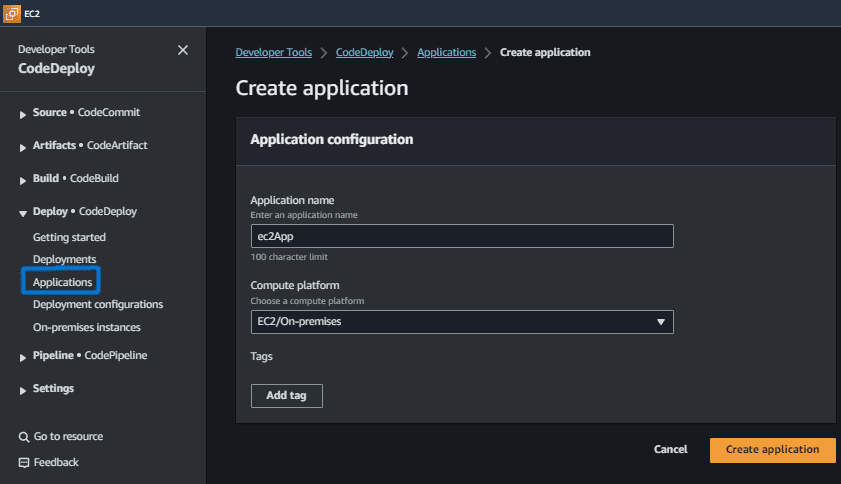 EC2
Developer Tools
CodeDeploy
Source • CodeCommit
Artifacts • CodeArtifact
Build • CodeBuild
Deploy • CodeDeploy
Getting started
Deployments
Applications
Deployment configurations
On-premises instances
Pipeline • CodePipeline
Settings
Go to resource
Feedback
Developer Tools > CodeDeploy > Applications > Create application
Create application
Application configuration
Application name
Enter an application name
ec2App
100 character limit
Compute platform
Choose a compute platform
EC2/On-premises
Tags
Add tag
Cancel
Create application